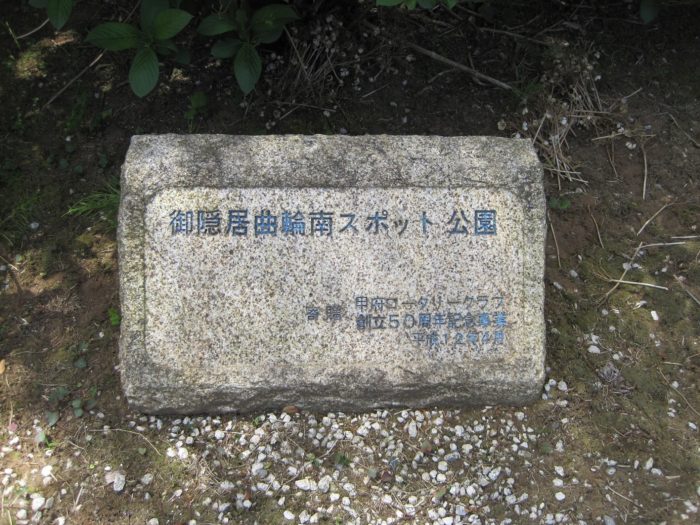 御隠居曲輪南スポット公園
甲府ロータリークラブ
寄贈 創立50周年記念事業
平成12年4月